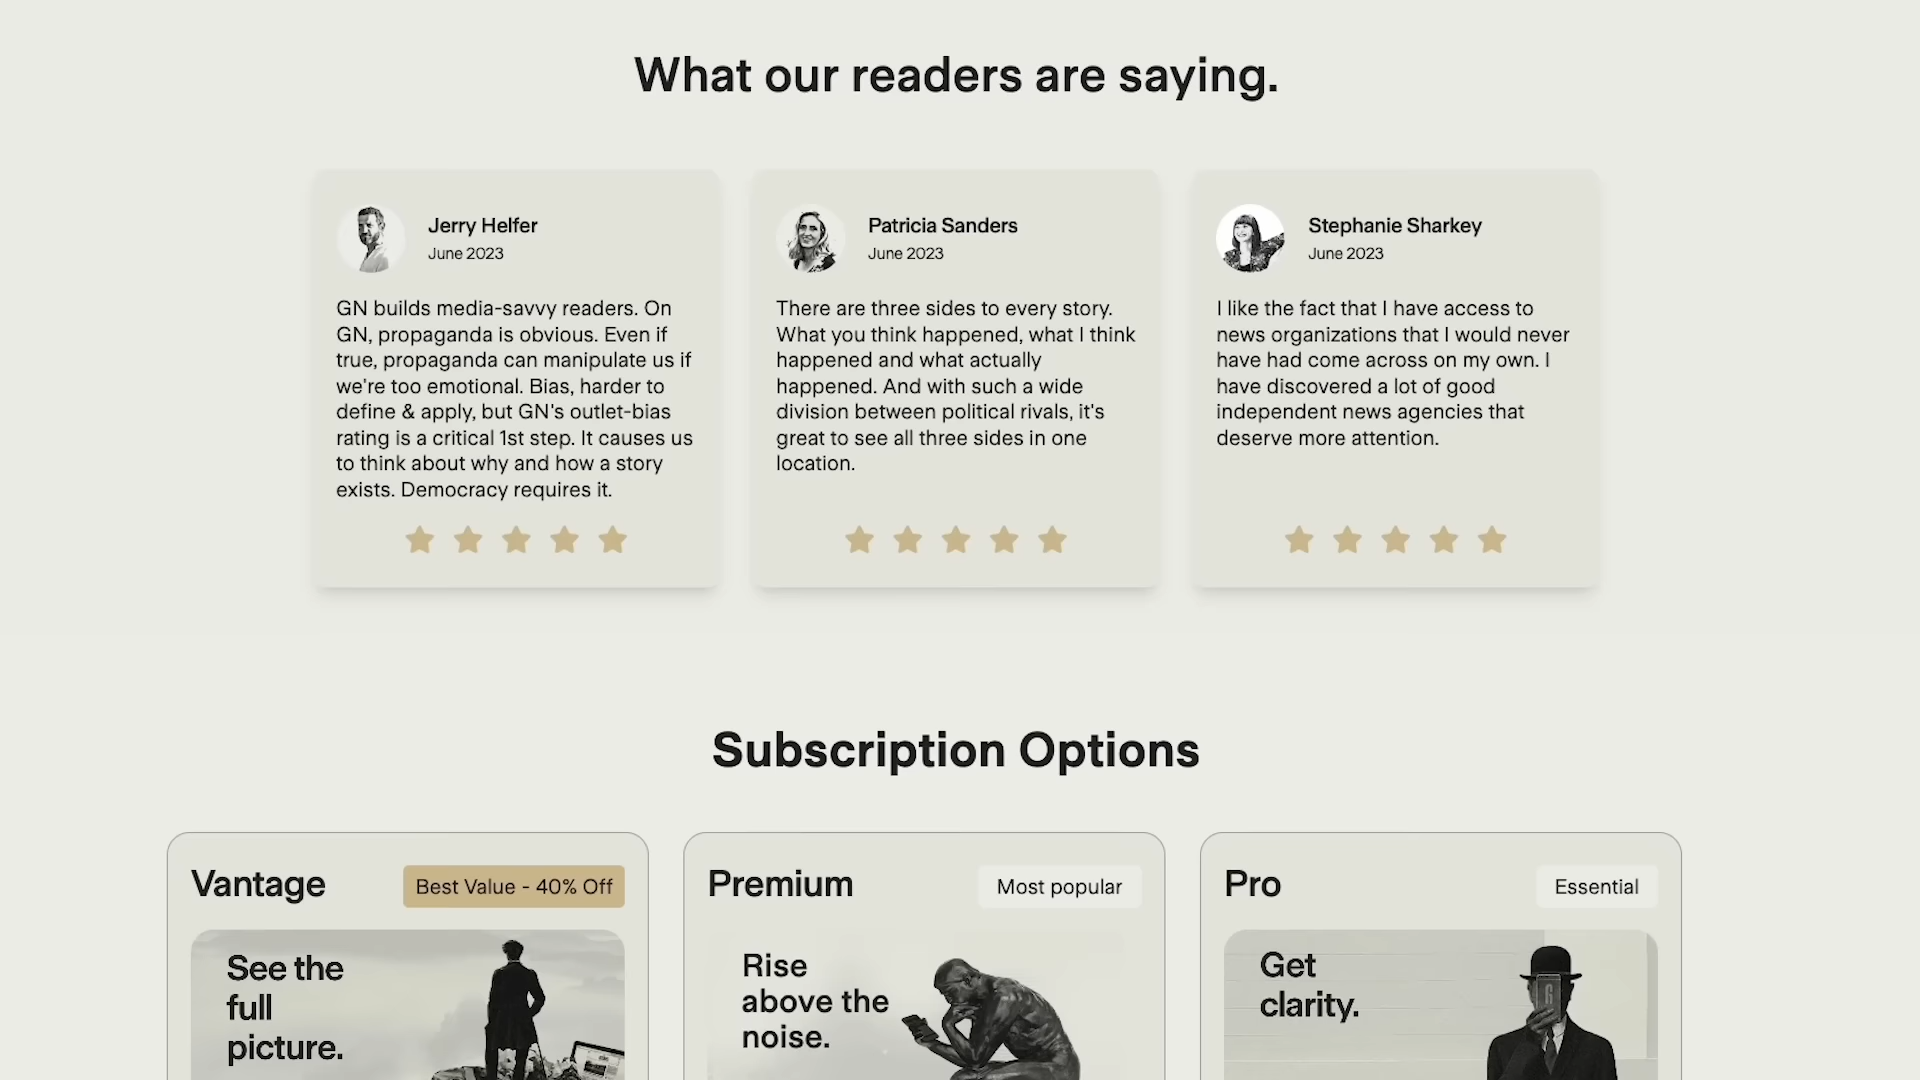 What our readers are saying.
Jerry Helfer
June 2023
GN builds media-savvy readers. On
GN, propaganda is obvious. Even if
true, propaganda can manipulate us if
we're too emotional. Bias, harder to
define & apply, but GN's outlet-bias
rating is a critical 1st step. It causes us
to think about why and how a story
exists. Democracy requires it.
Patricia Sanders
June 2023
There are three sides to every story.
What you think happened, what I think
happened and what actually
happened. And with such a wide
division between political rivals, it's
great to see all three sides in one
location.
Stephanie Sharkey
June 2023
I like the fact that I have access to
news organizations that I would never
have had come across on my own. I
have discovered a lot of good
independent news agencies that
deserve more attention.
Subscription Options
Vantage
Best Value - 40% Off
See the
full
picture.
Premium
Most popular
Rise
above the
noise.
Pro
Essential
Get
clarity.
G